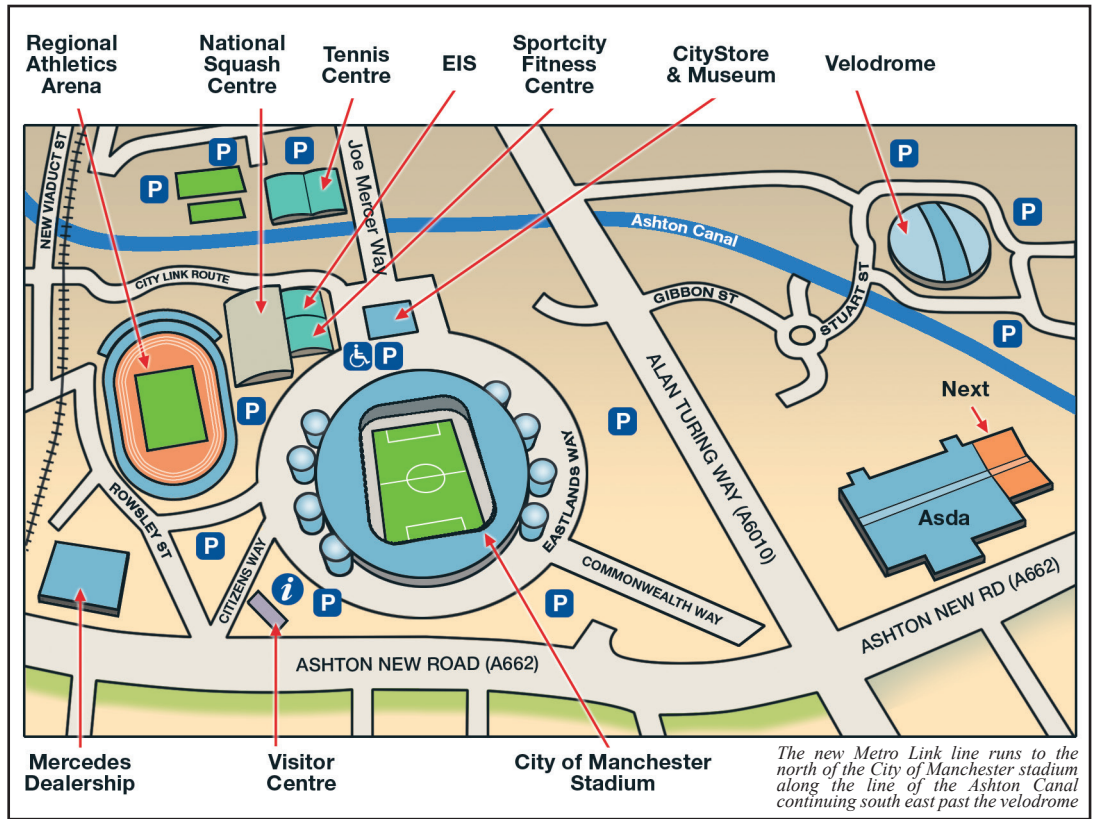 Regional
Athletics
Arena
National
Squash
Centre
Tennis
Centre
EIS
Sportcity
Fitness
Centre
CityStore
& Museum
Velodrome
NEW VIADUCT ST
P
P
P
Joe Mercer Way
P
P
Ashton Canal
CITY LINK ROUTE
GIBBON ST
STUART ST
P
P
P
P
ALAN TURING WAY (A6010)
Next
Asda
EASTLANDS WAY
ROWSLEY ST
P
CITIZENS WAY
i
P
P
COMMONWEALTH WAY
ASHTON NEW RD (A662)
ASHTON NEW ROAD (A662)
Mercedes
Dealership
Visitor
Centre
City of Manchester
Stadium
The new Metro Link line runs to the
north of the City of Manchester stadium
along the line of the Ashton Canal
continuing south east past the velodrome